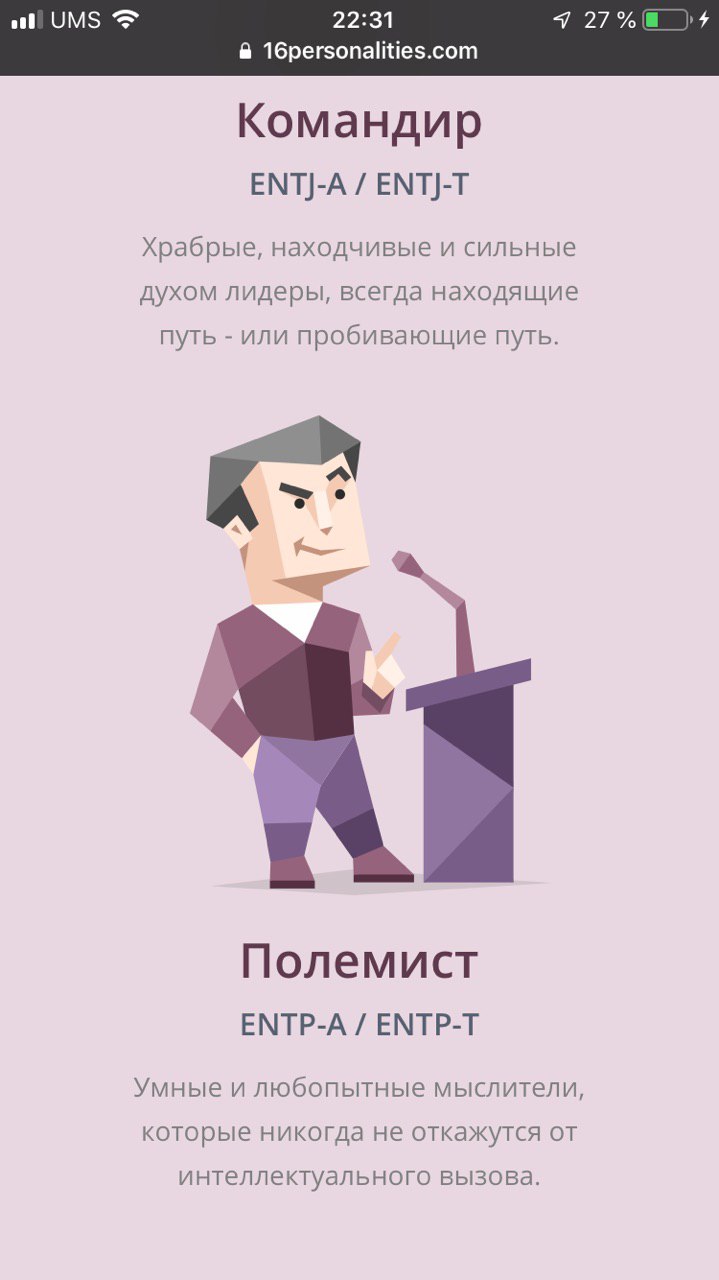 UMS 22:31 27 %
16personalities.com
Командир
ENTJ-A / ENTJ-T
Храбрые, находчивые и сильные
духом лидеры, всегда находящие
путь - или пробивающие путь.
Полемист
ENTP-A / ENTP-T
Умные и любопытные мыслители,
которые никогда не откажутся от
интеллектуального вызова.